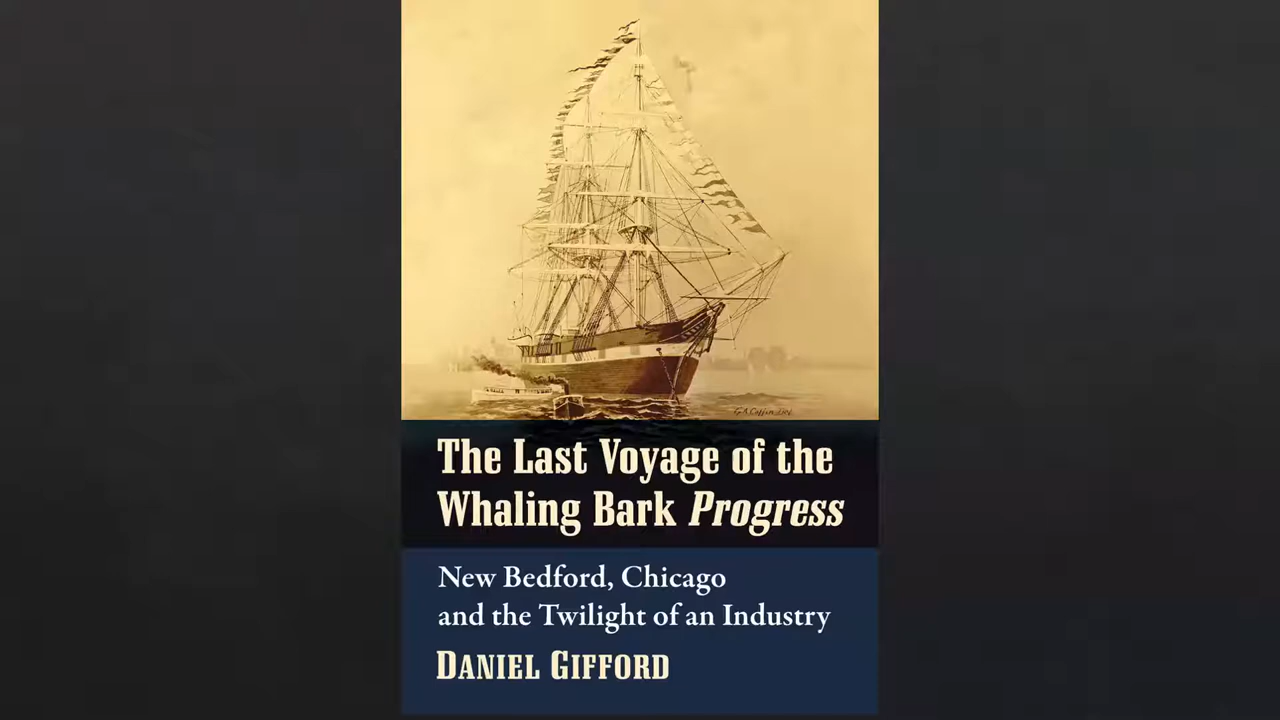 The Last Voyage of the
Whaling Bark Progress
New Bedford, Chicago
and the Twilight of an Industry
DANIEL GIFFORD